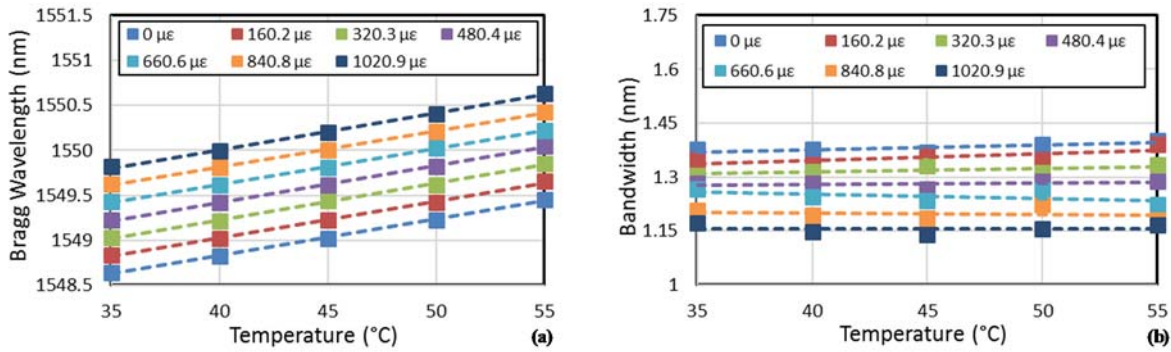 1551.5
1551
1550.5
1550
1549.5
1549
1548.5
Bragg Wavelength (nm)
0 µε 160.2 µε 320.3 µε 480.4 µε
660.6 µε 840.8 µε 1020.9 µε
35 40 45 50 55
Temperature (°C)
(a)
1.75
1.6
1.45
1.3
1.15
1
Bandwidth (nm)
0 µε 160.2 µε 320.3 µε 480.4 µε
660.6 µε 840.8 µε 1020.9 µε
35 40 45 50 55
Temperature (°C)
(b)